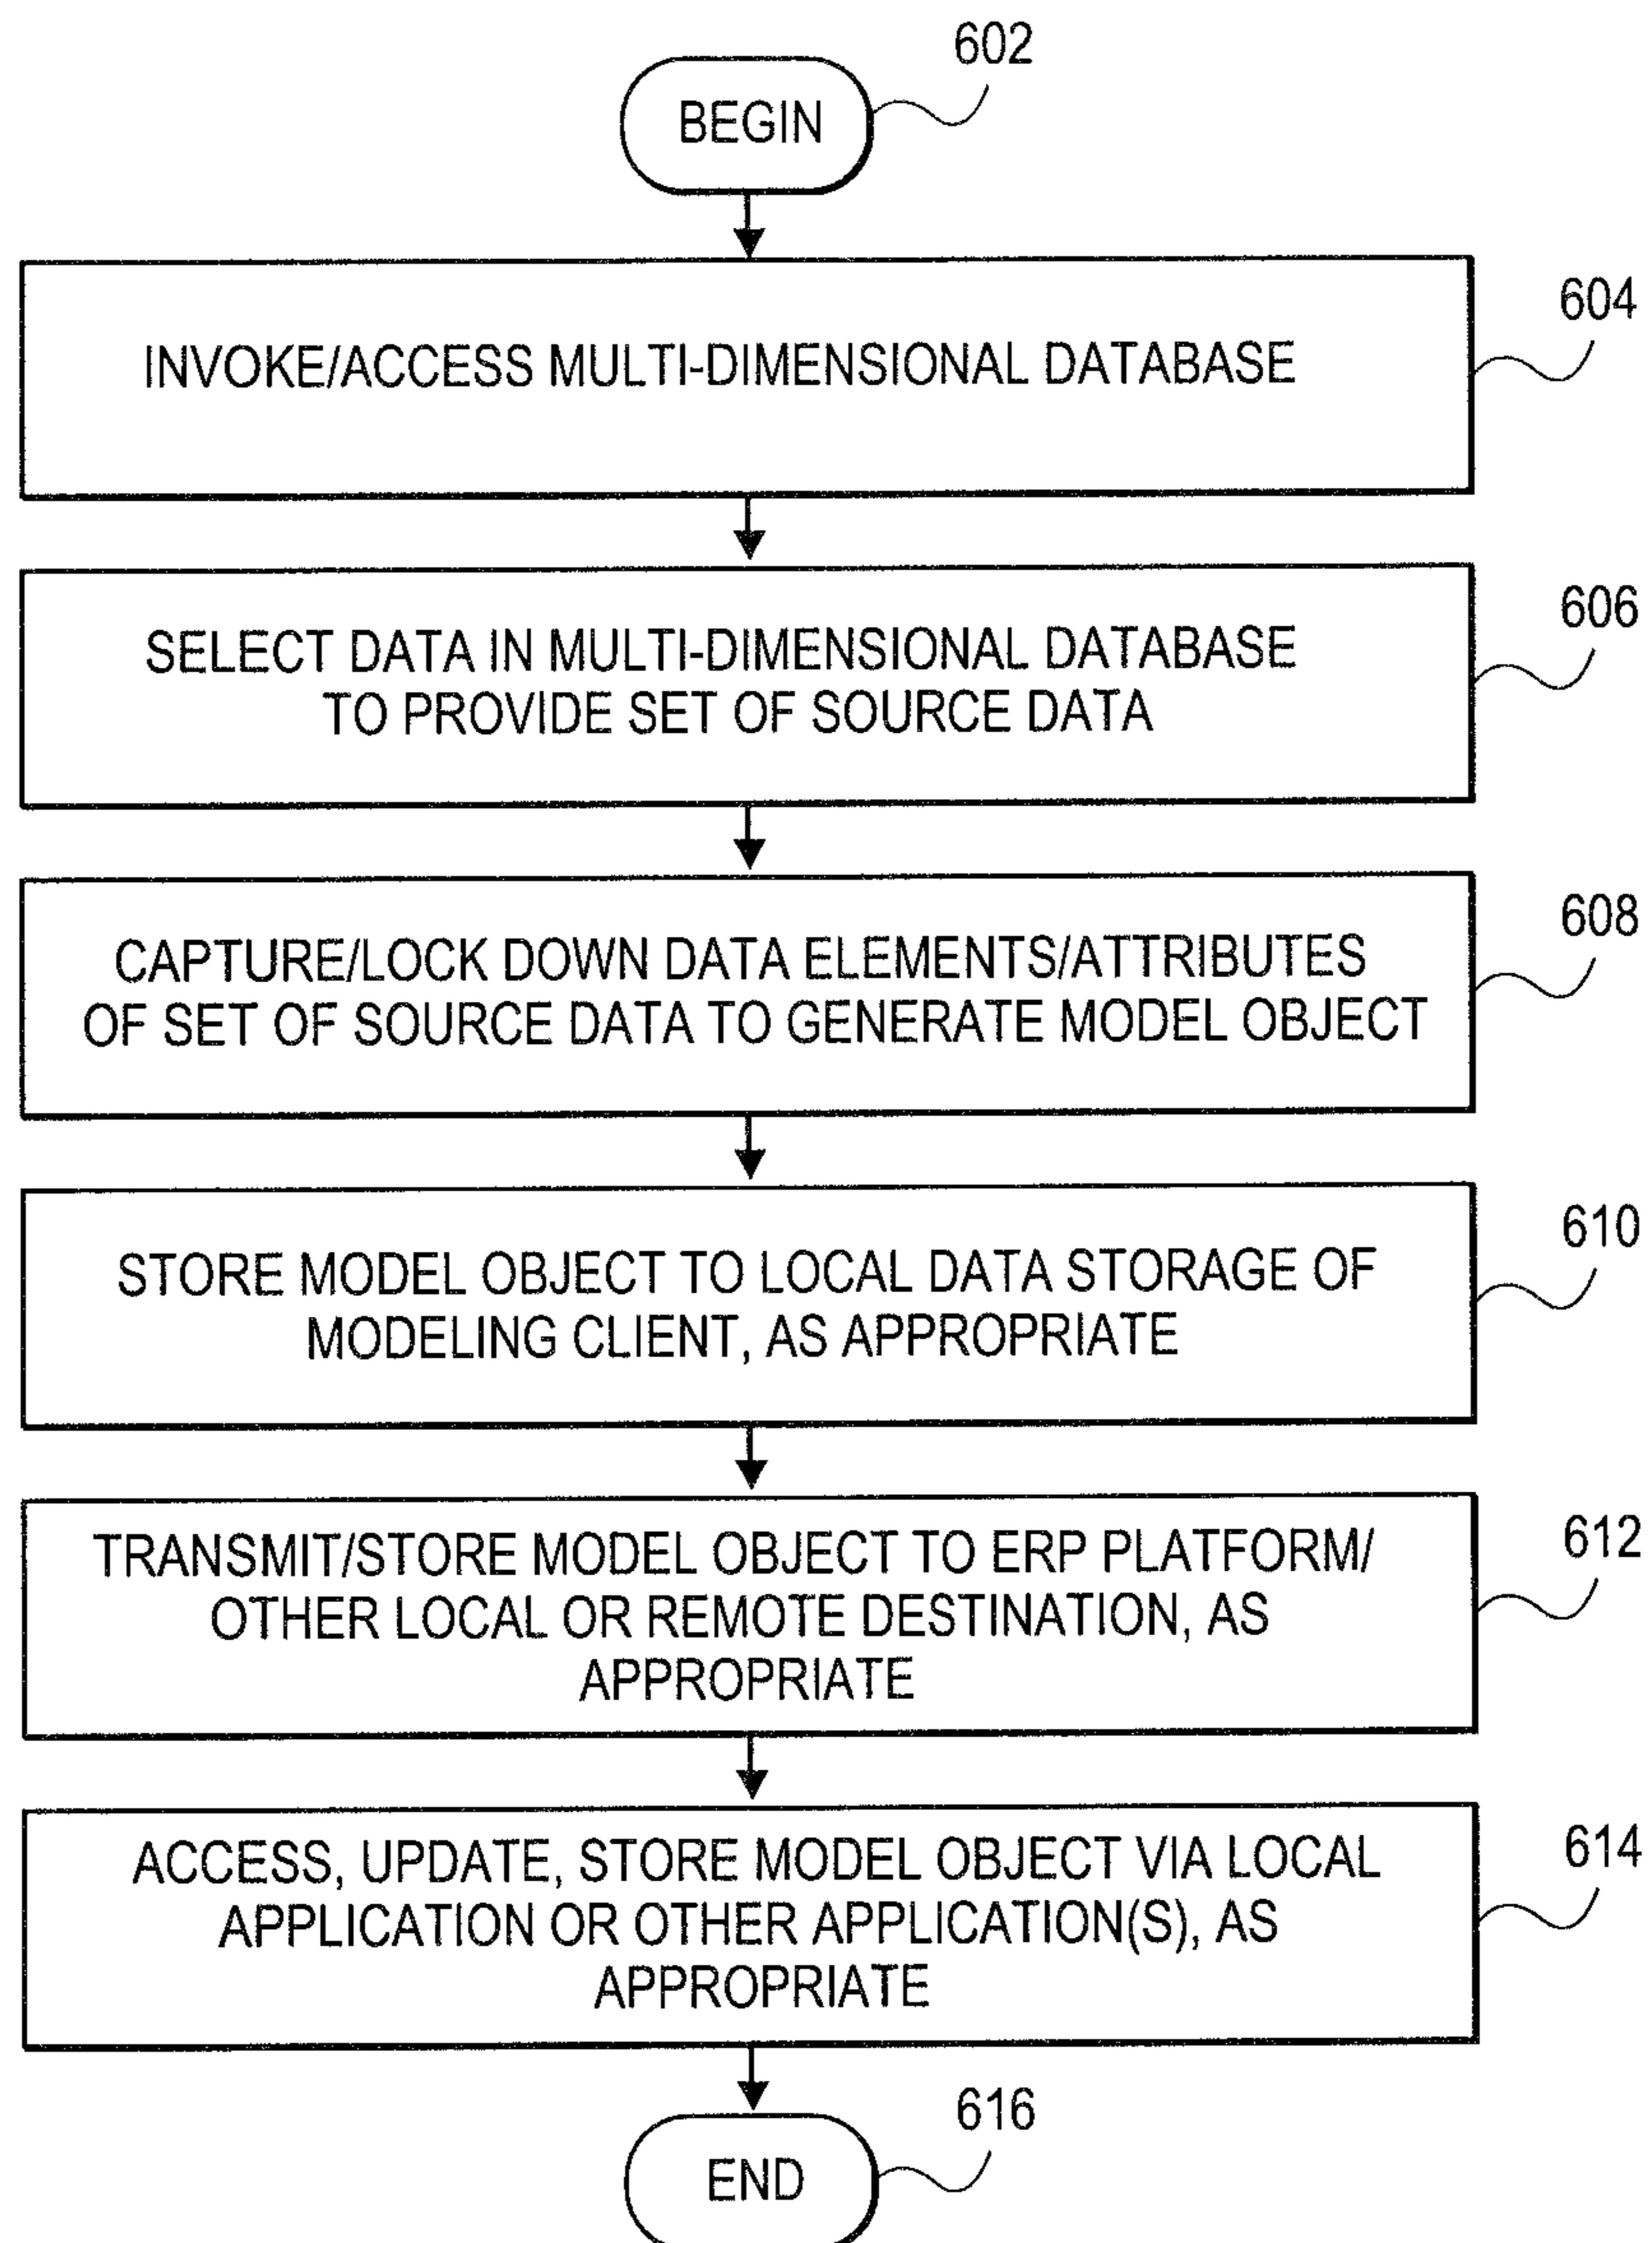 602
BEGIN
604
INVOKE/ACCESS MULTI-DIMENSIONAL DATABASE
606
SELECT DATA IN MULTI-DIMENSIONAL DATABASE
TO PROVIDE SET OF SOURCE DATA
608
CAPTURE/LOCK DOWN DATA ELEMENTS/ATTRIBUTES
OF SET OF SOURCE DATA TO GENERATE MODEL OBJECT
610
STORE MODEL OBJECT TO LOCAL DATA STORAGE OF
MODELING CLIENT, AS APPROPRIATE
612
TRANSMIT/STORE MODEL OBJECT TO ERP PLATFORM/
OTHER LOCAL OR REMOTE DESTINATION, AS
APPROPRIATE
614
ACCESS, UPDATE, STORE MODEL OBJECT VIA LOCAL
APPLICATION OR OTHER APPLICATION(S), AS
APPROPRIATE
616
END